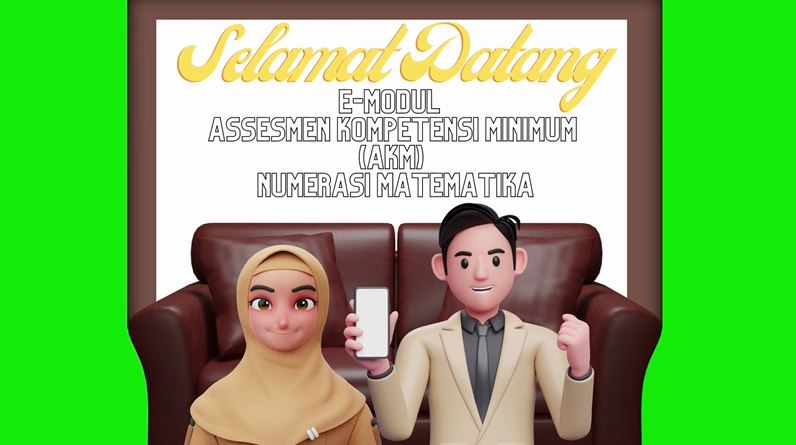 Selamat Datang
E-MODUL
ASSESMEN KOMPETENSI MINIMUM
(AKM)
NUMERASI MATEMATIKA